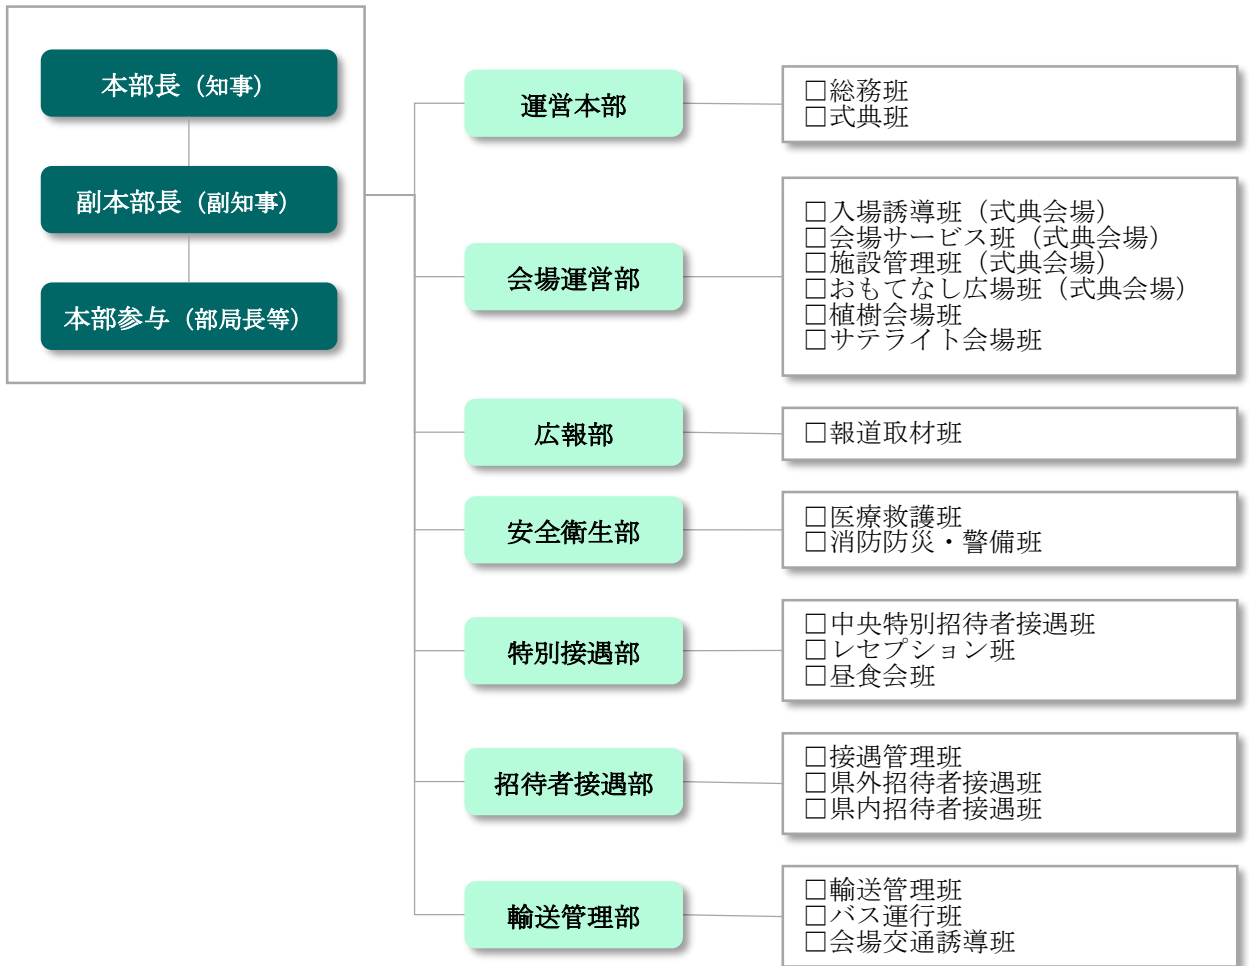 本部長（知事）
副本部長（副知事）
本部参与（部局長等）
運営本部
□総務班
□式典班
会場運営部
□入場誘導班（式典会場）
□会場サービス班（式典会場）
□施設管理班（式典会場）
□おもてなし広場班（式典会場）
□植樹会場班
□サテライト会場班
広報部
□報道取材班
安全衛生部
□医療救護班
□消防防災・警備班
特別接遇部
□中央特別招待者接遇班
□レセプション班
□昼食会班
招待者接遇部
□接遇管理班
□県外招待者接遇班
□県内招待者接遇班
輸送管理部
□輸送管理班
□バス運行班
□会場交通誘導班